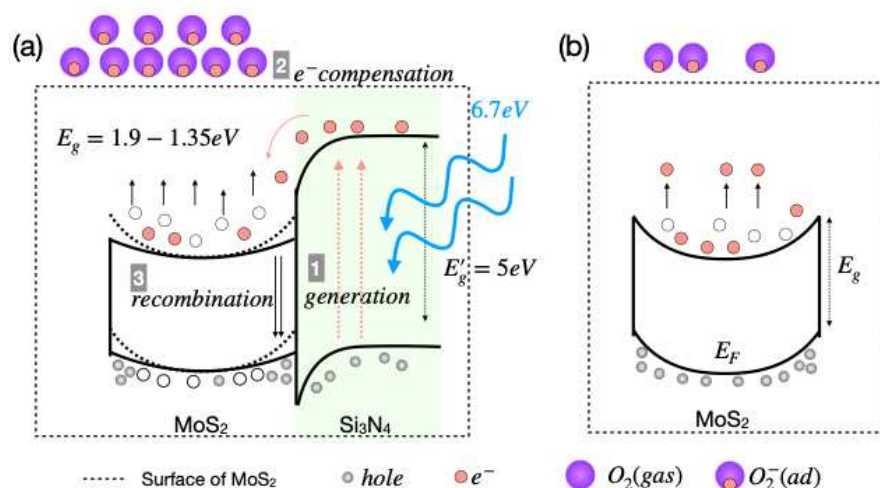 (a)
2 e⁻compensation
6.7eV
E_g = 1.9 − 1.35eV
E′_g = 5eV
3 recombination
1 generation
MoS₂
Si₃N₄
(b)
E_g
E_F
MoS₂
Surface of MoS₂
hole
e⁻
O₂(gas)
O₂⁻(ad)